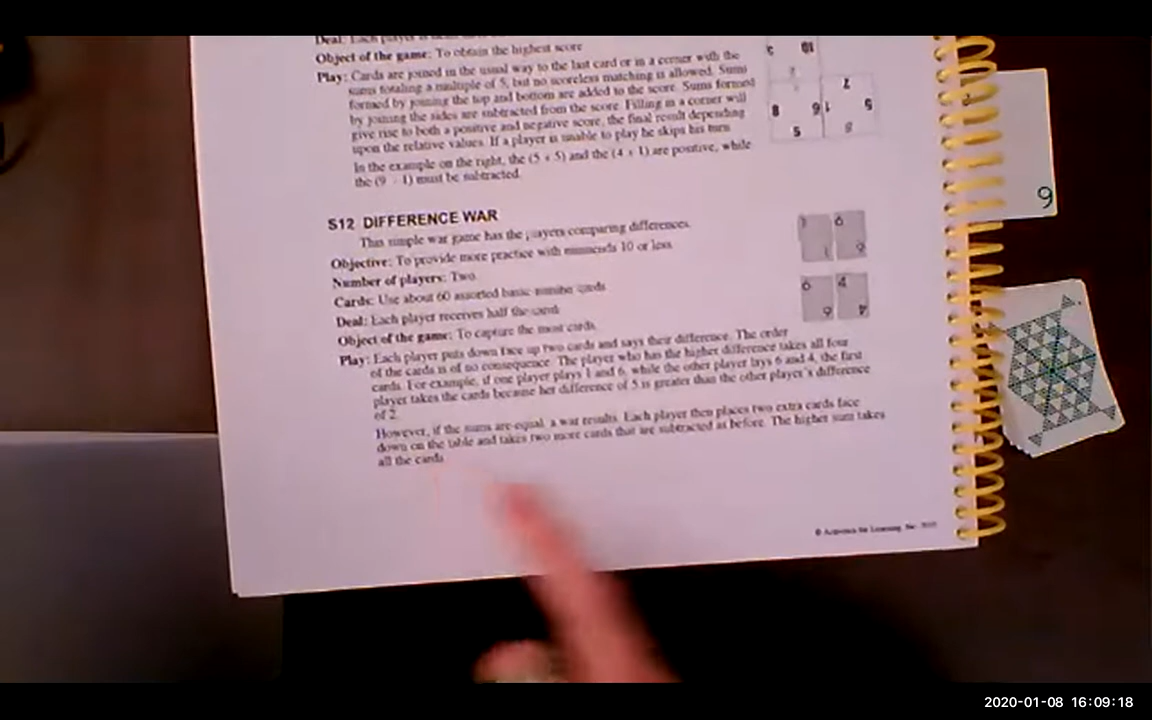 Deal: Each player is
Object of the game: To obtain the highest score
Play: Cards are joined in the usual way to the last card or in a corner with the
sums totaling a multiple of 5, but no scoreless matching is allowed. Sums
formed by joining the top and bottom are added to the score. Sums formed
by joining the sides are subtracted from the score. Filling in a corner will
give rise to both a positive and negative score, the final result depending
upon the relative values. If a player is unable to play he skips his turn.
In the example on the right, the (5 + 5) and the (4 + 1) are positive, while
the (9 1) must be subtracted.
S12 DIFFERENCE WAR
This simple war game has the players comparing differences.
Objective: To provide more practice with minuends 10 or less.
Number of players: Two.
Cards: Use about 60 assorted basic number cards
Deal: Each player receives half the cards
Object of the game: To capture the most cards.
Play: Each player puts down face up two cards and says their difference. The order
of the cards is of no consequence. The player who has the higher difference takes all four
cards. For example, if one player plays 1 and 6, while the other player lays 6 and 4, the first
player takes the cards because her difference of 5 is greater than the other player's difference
of 2.
However, if the sums are equal, a war results. Each player then places two extra cards face
down on the table and takes two more cards that are subtracted as before. The higher sum takes
all the cards.
© Activities for Learning, Inc. 2010
9
2020-01-08 16:09:18